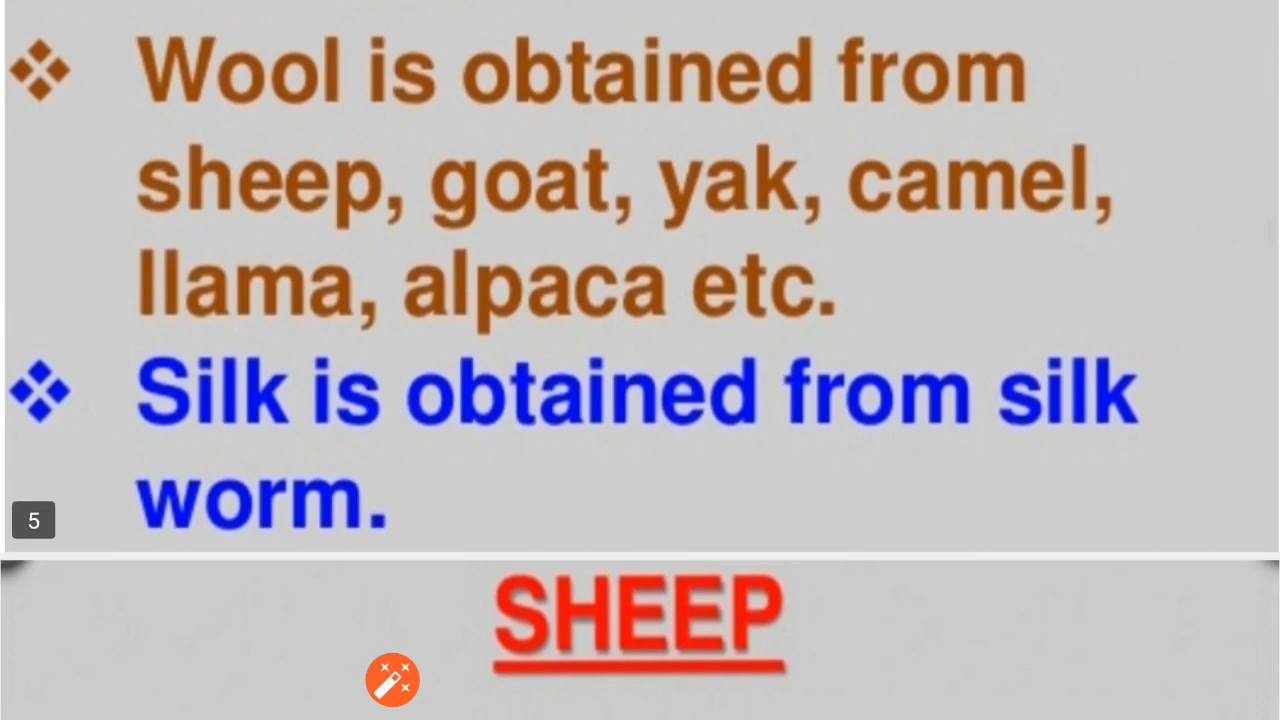 ❖ Wool is obtained from
sheep, goat, yak, camel,
llama, alpaca etc.
❖ Silk is obtained from silk
worm.
5
SHEEP